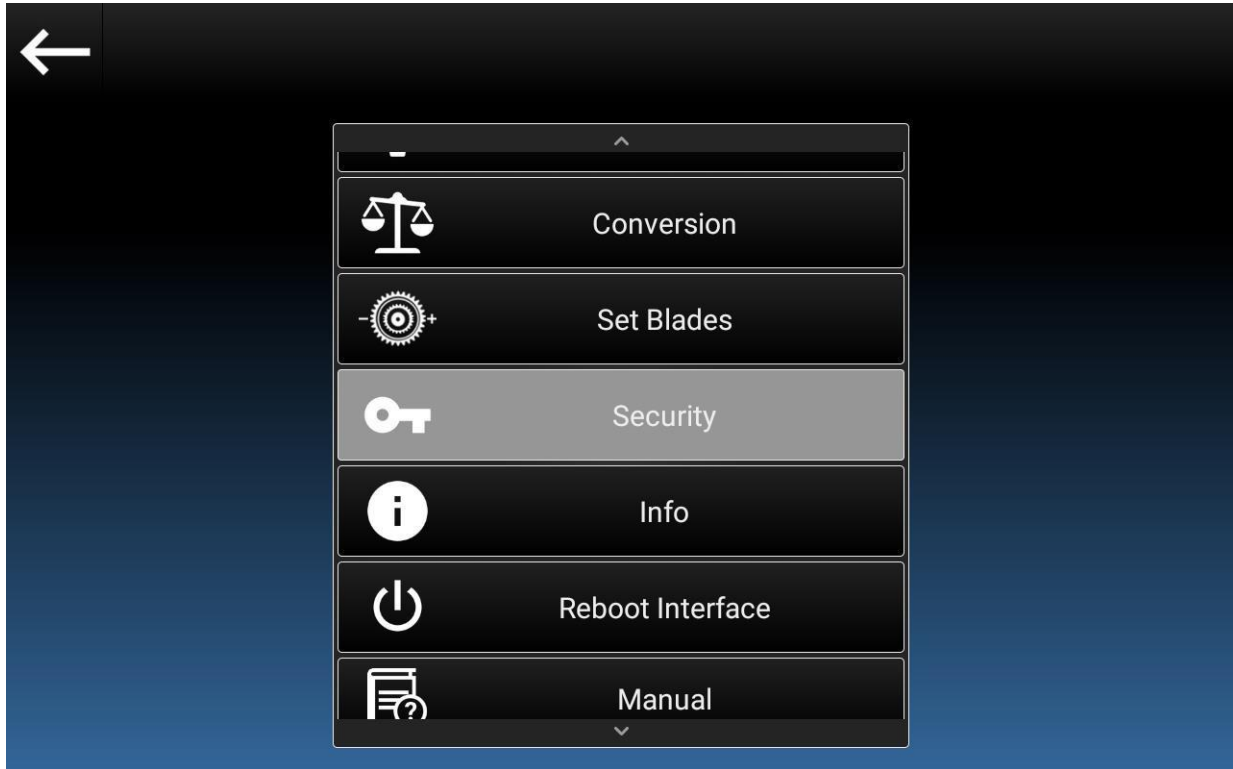 Conversion
Set Blades
Security
Info
Reboot Interface
Manual